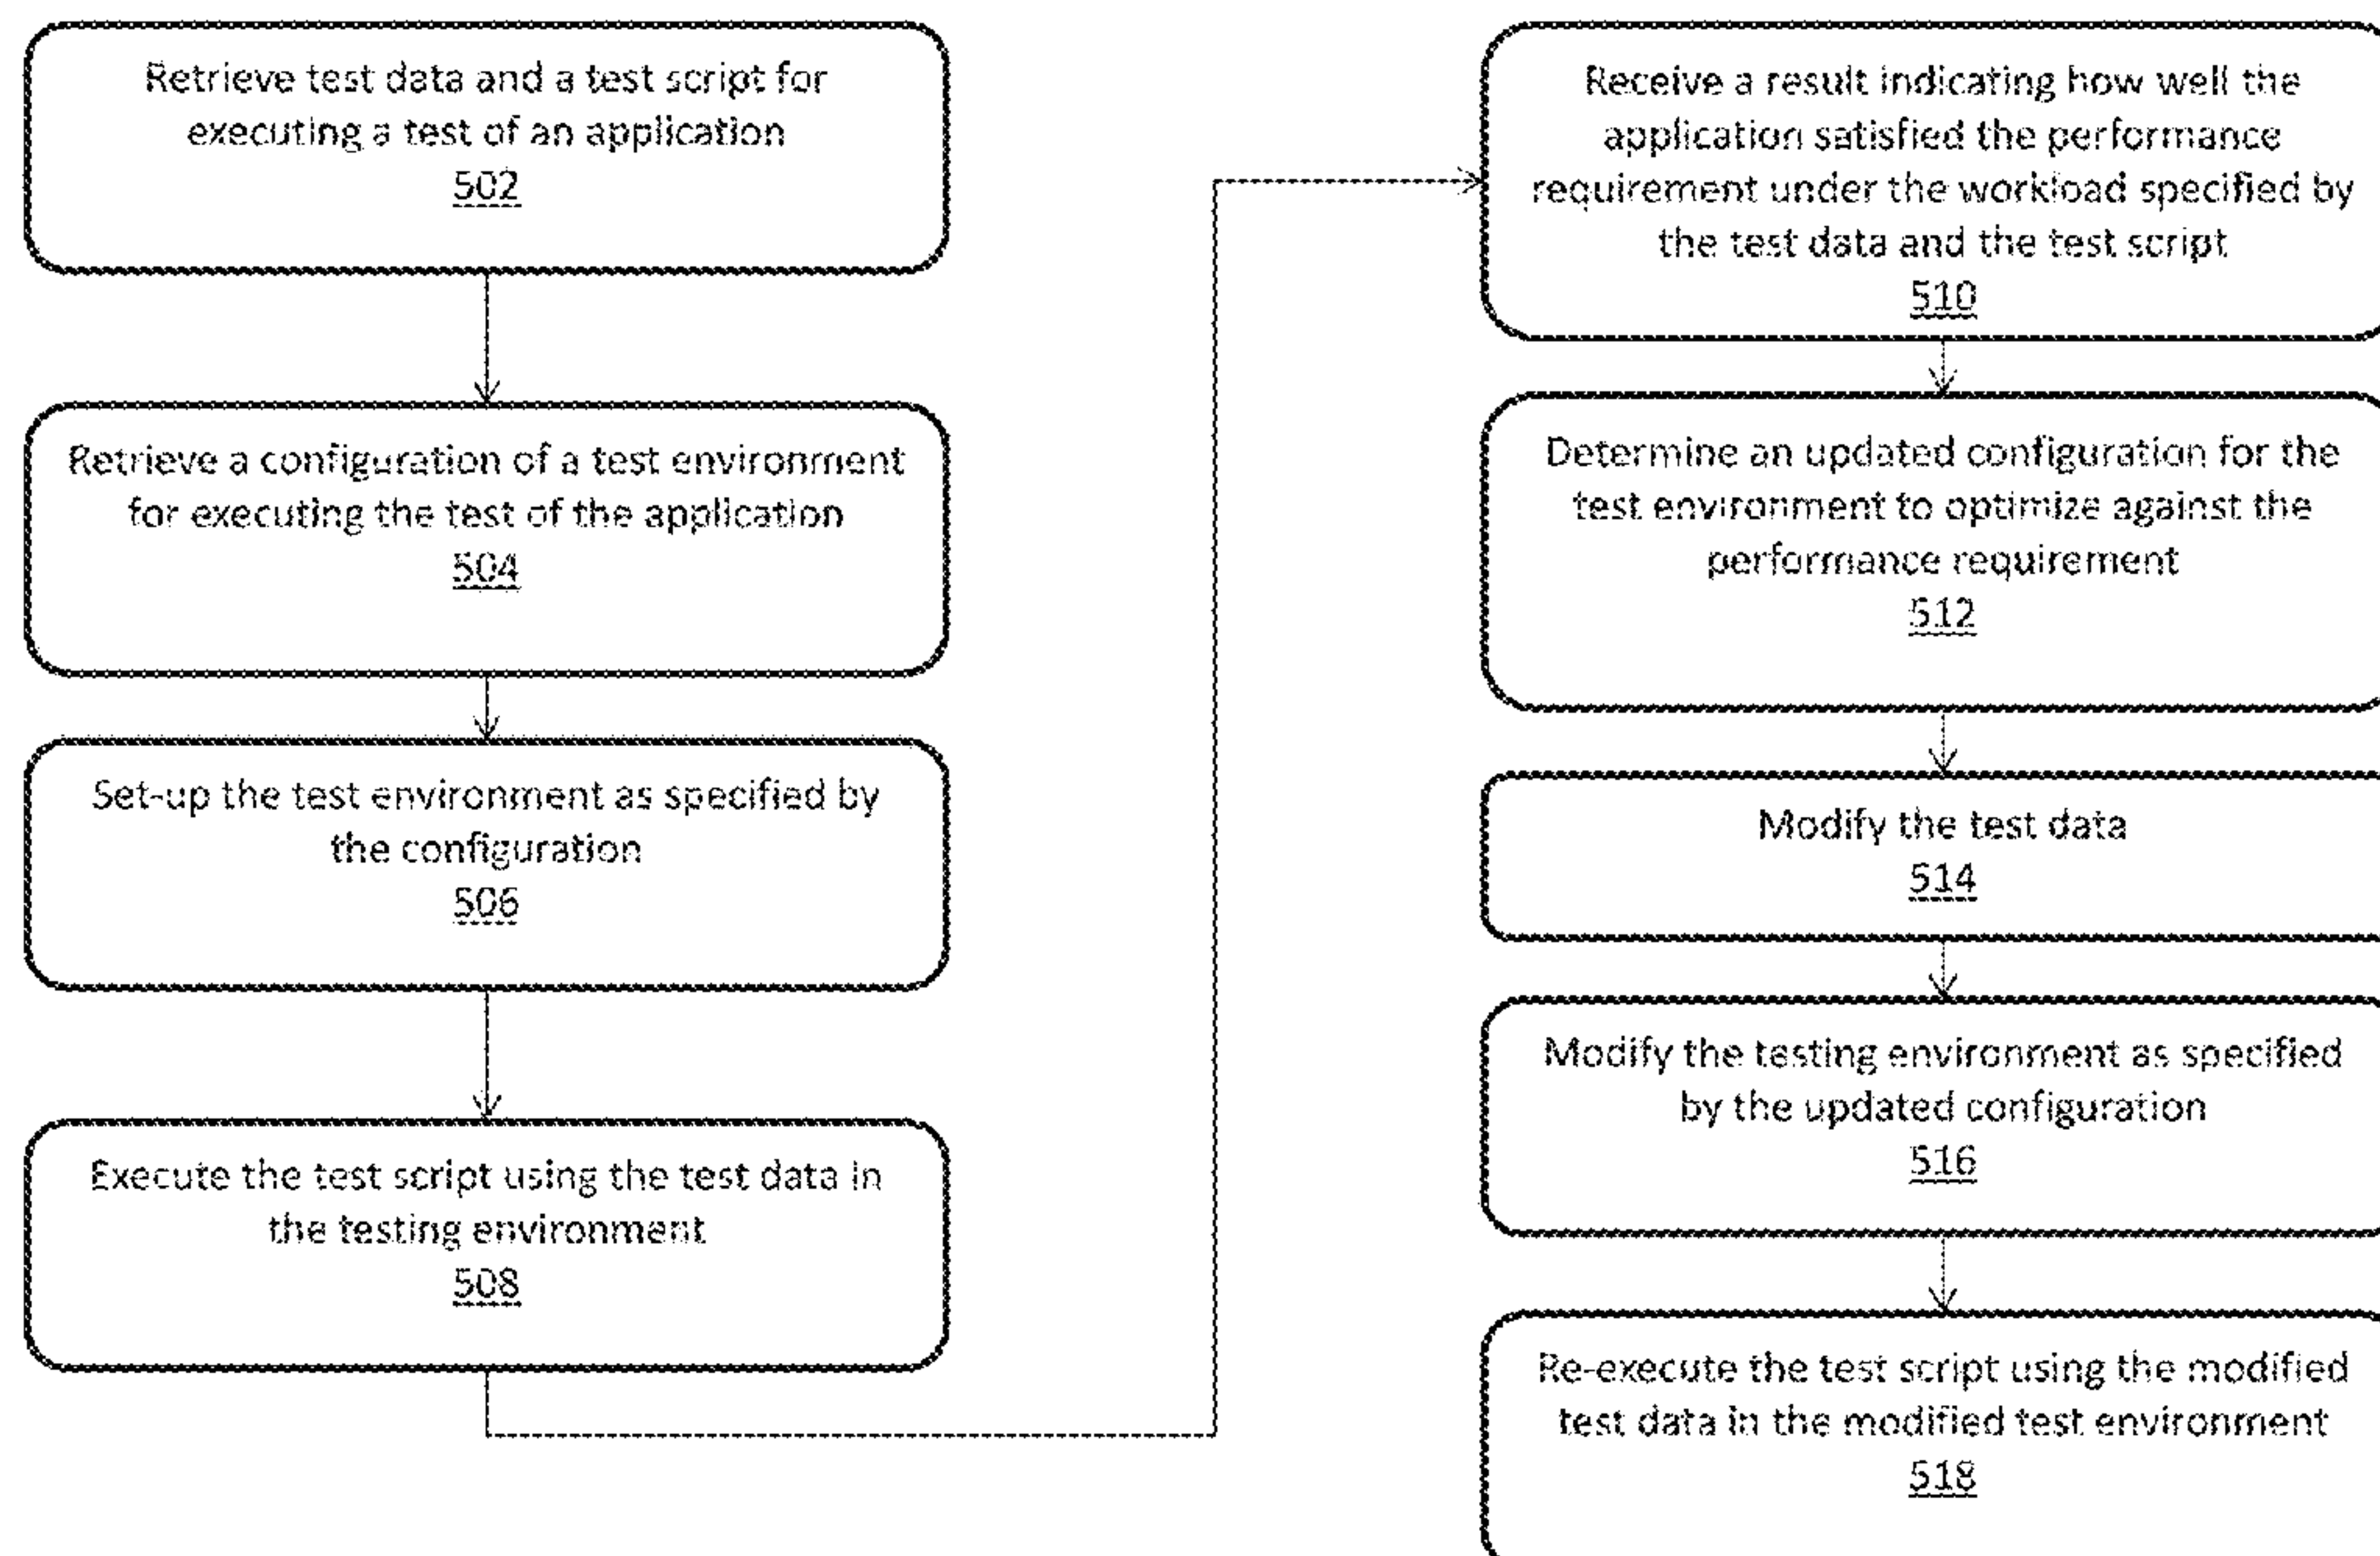 Retrieve test data and a test script for
executing a test of an application
502
Retrieve a configuration of a test environment
for executing the test of the application
504
Set-up the test environment as specified by
the configuration
506
Execute the test script using the test data in
the testing environment
508
Receive a result indicating how well the
application satisfied the performance
requirement under the workload specified by
the test data and the test script
510
Determine an updated configuration for the
test environment to optimize against the
performance requirement
512
Modify the test data
514
Modify the testing environment as specified
by the updated configuration
516
Re-execute the test script using the modified
test data in the modified test environment
518